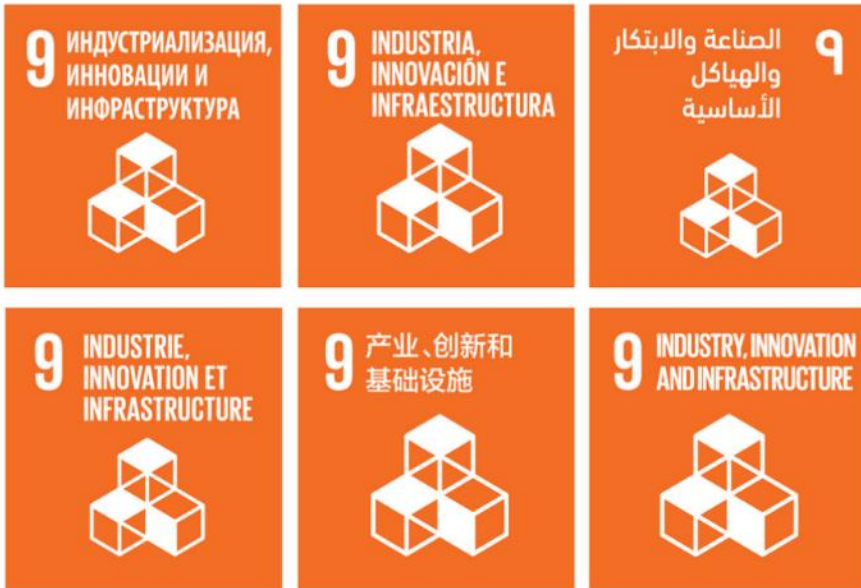 9 ИНДУСТРИАЛИЗАЦИЯ,
ИННОВАЦИИ И
ИНФРАСТРУКТУРА
9 INDUSTRIA,
INNOVACIÓN E
INFRAESTRUCTURA
٩ الصناعة والابتكار
والهياكل
الأساسية
9 INDUSTRIE,
INNOVATION ET
INFRASTRUCTURE
9 产业、创新和
基础设施
9 INDUSTRY, INNOVATION
AND INFRASTRUCTURE